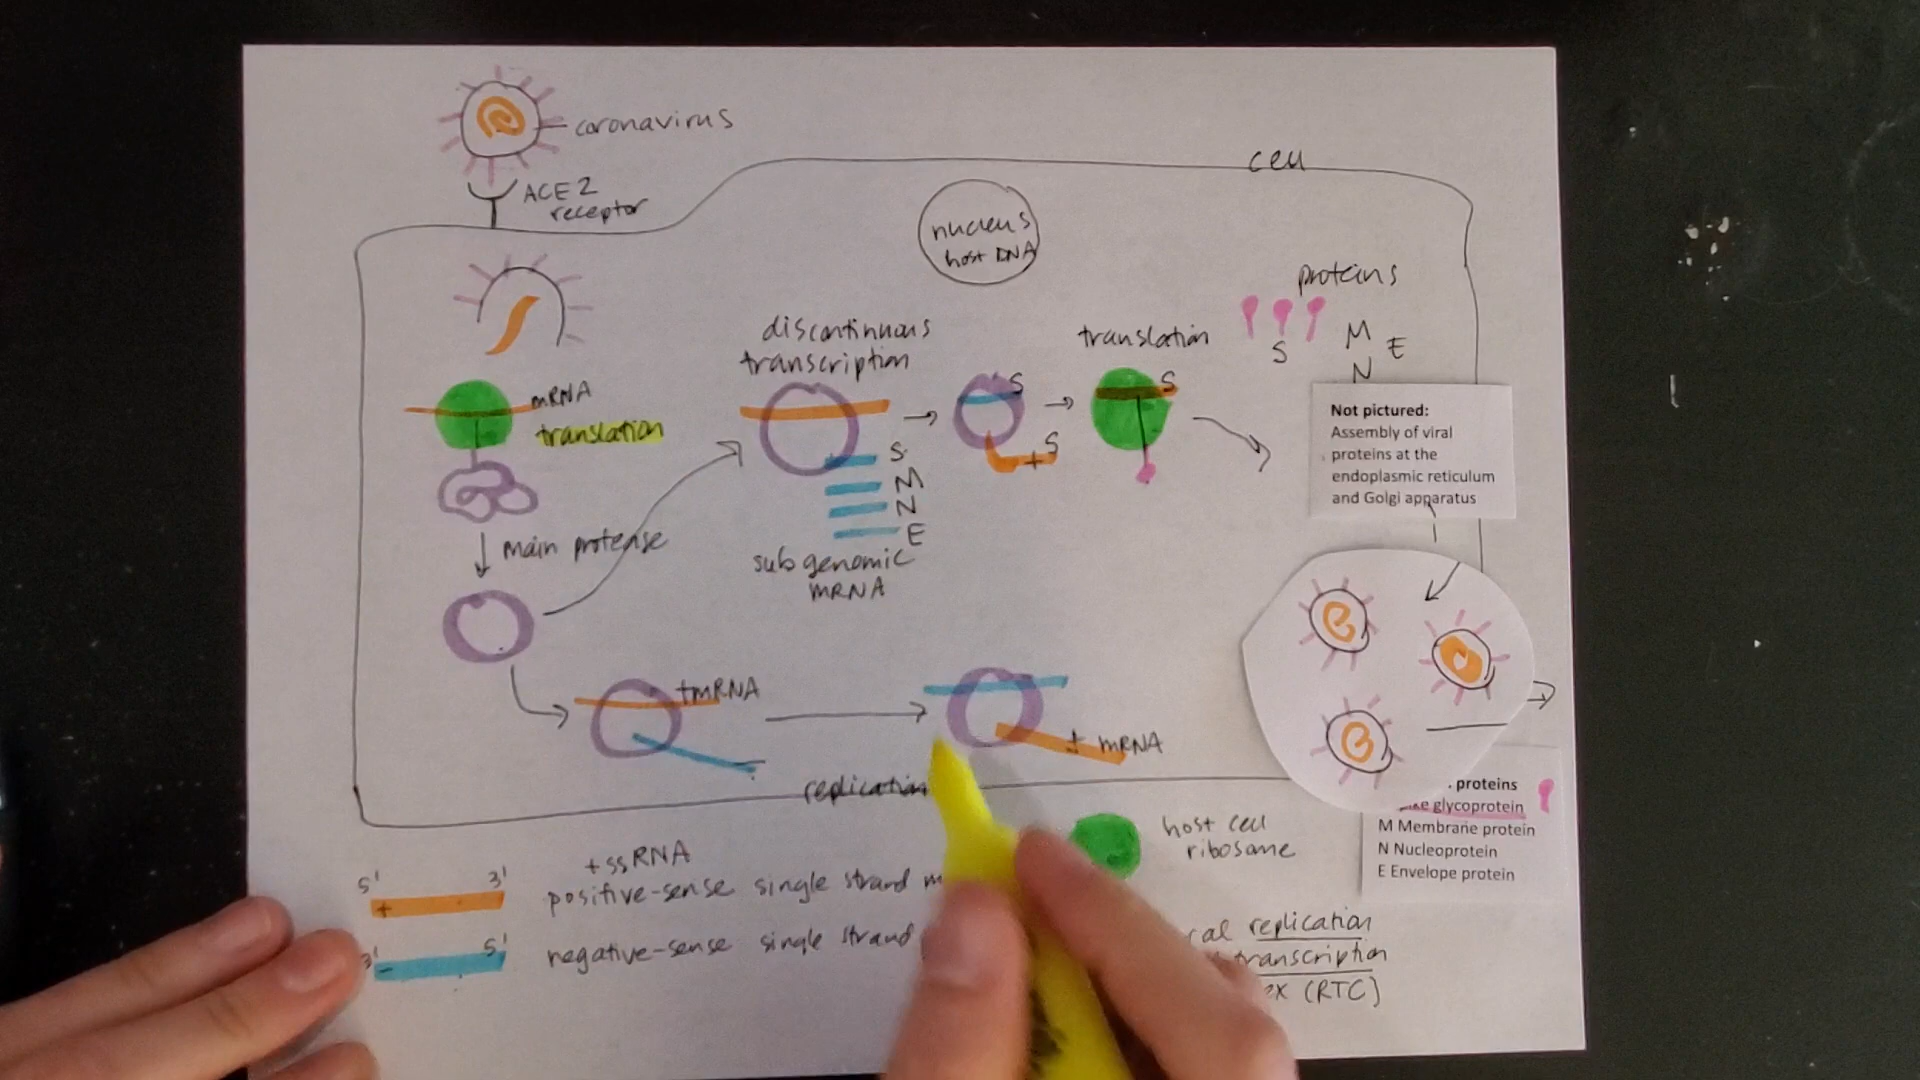 coronavirus
ACE2
receptor
cell
nucleus
host DNA
proteins
S
M
E
N
discontinuous
transcription
S
+S
translation
S
mRNA
translation
S
M
N
E
subgenomic
mRNA
main protease
Not pictured:
Assembly of viral
proteins at the
endoplasmic reticulum
and Golgi apparatus
+mRNA
-
+ mRNA
replication
proteins
glycoprotein
M Membrane protein
N Nucleoprotein
E Envelope protein
host cell
ribosome
+ssRNA
5' 3'
+
positive-sense single strand
3' 5'
-
negative-sense single strand
replication
transcription
(RTC)